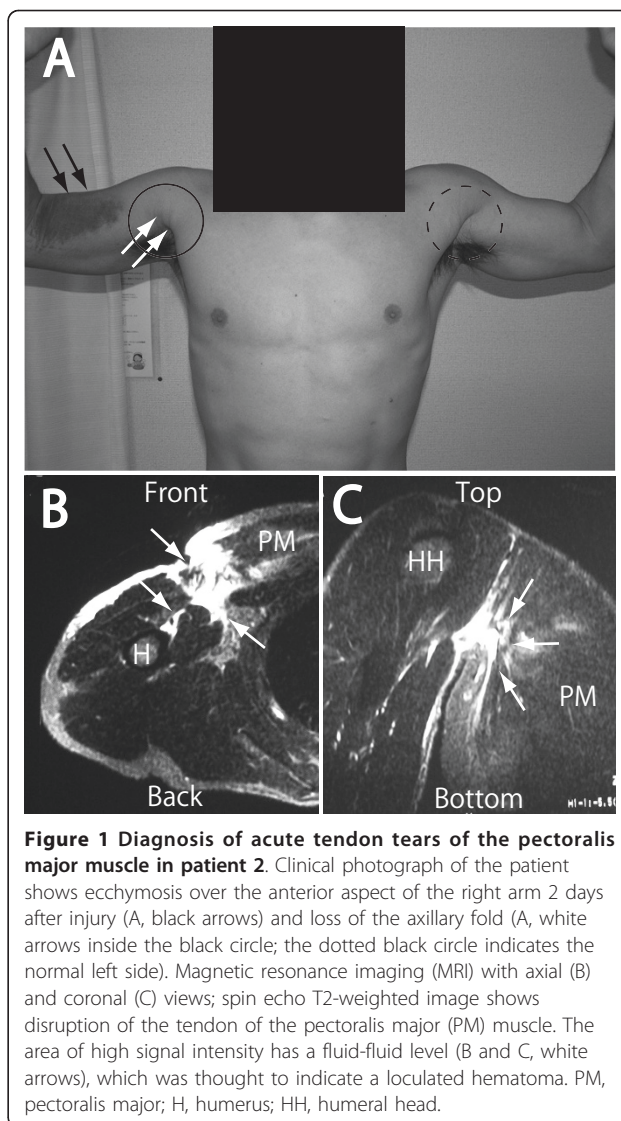 A
B
Front
PM
H
Back
C
Top
HH
PM
Bottom
Figure 1 Diagnosis of acute tendon tears of the pectoralis
major muscle in patient 2. Clinical photograph of the patient
shows ecchymosis over the anterior aspect of the right arm 2 days
after injury (A, black arrows) and loss of the axillary fold (A, white
arrows inside the black circle; the dotted black circle indicates the
normal left side). Magnetic resonance imaging (MRI) with axial (B)
and coronal (C) views; spin echo T2-weighted image shows
disruption of the tendon of the pectoralis major (PM) muscle. The
area of high signal intensity has a fluid-fluid level (B and C, white
arrows), which was thought to indicate a loculated hematoma. PM,
pectoralis major; H, humerus; HH, humeral head.